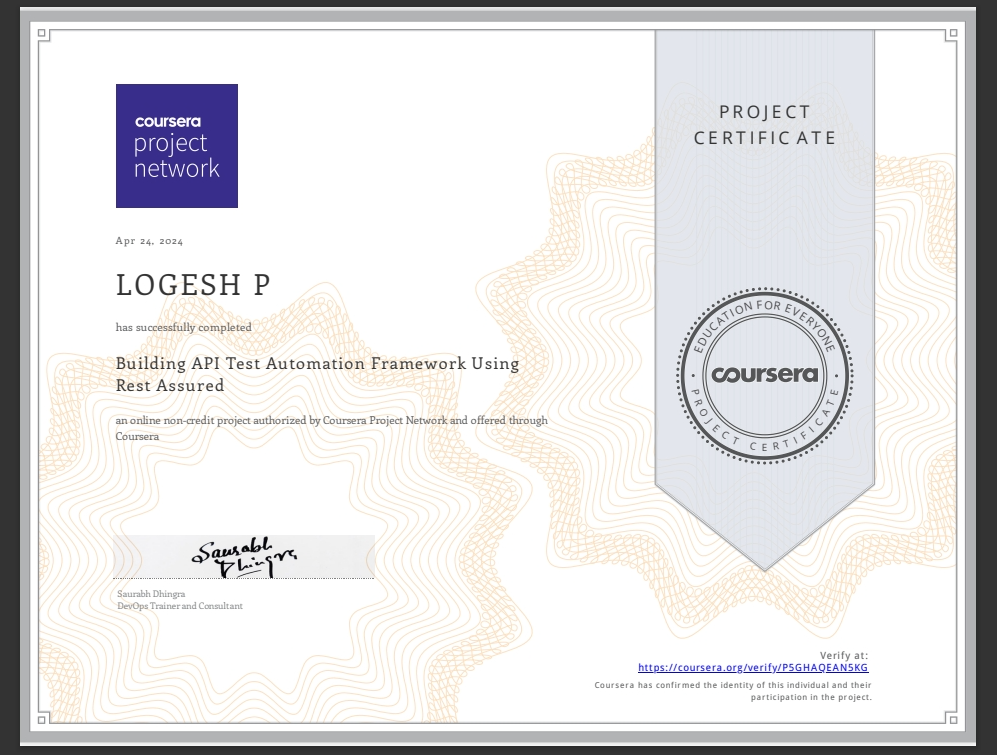 coursera
project
network
PROJECT
CERTIFICATE
Apr 24, 2024
LOGESH P
has successfully completed
Building API Test Automation Framework Using
Rest Assured
an online non-credit project authorized by Coursera Project Network and offered through
Coursera
EDUCATION FOR EVERYONE
coursera
PROJECT CERTIFICATE
Saurabh
Dhingra
Saurabh Dhingra
DevOps Trainer and Consultant
Verify at:
https://coursera.org/verify/P5GHAQEAN5KG
Coursera has confirmed the identity of this individual and their
participation in the project.